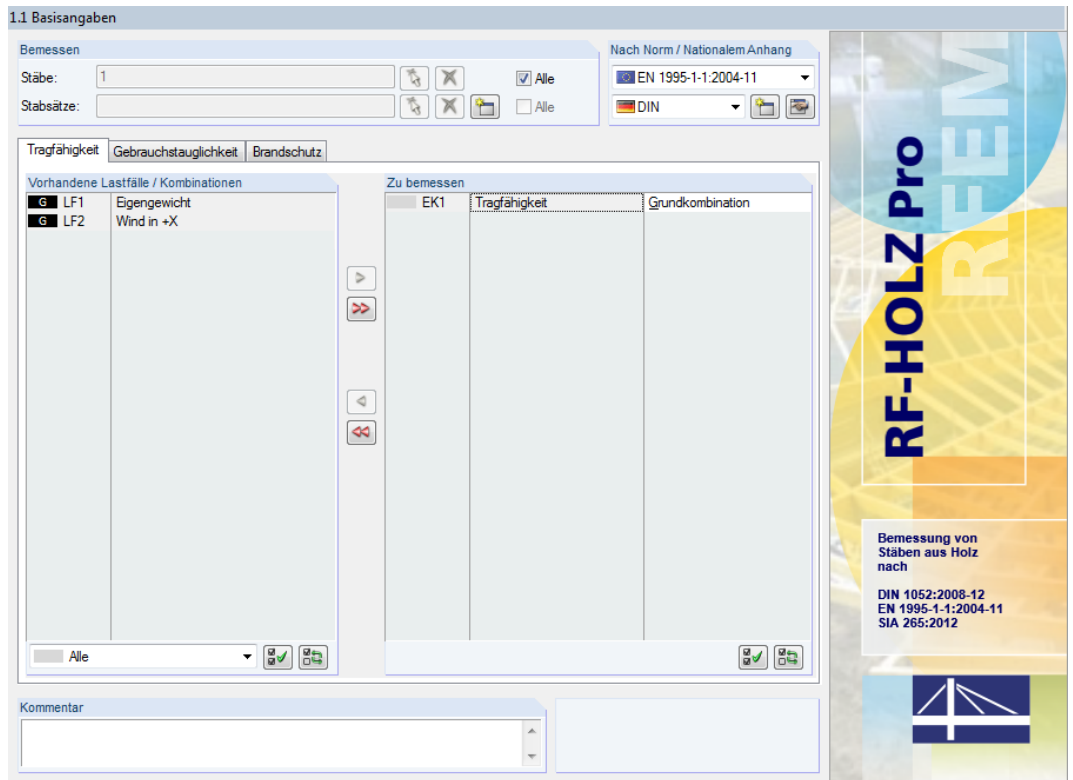 1.1 Basisangaben
Bemessen
Stäbe:
1
Alle
Stabsätze:
Alle
Nach Norm / Nationalem Anhang
EN 1995-1-1:2004-11
DIN
Tragfähigkeit Gebrauchstauglichkeit Brandschutz
Vorhandene Lastfälle / Kombinationen
G LF1 Eigengewicht
G LF2 Wind in +X
Alle
Zu bemessen
EK1 Tragfähigkeit Grundkombination
Kommentar
RFEM
RF-HOLZ Pro
Bemessung von
Stäben aus Holz
nach
DIN 1052:2008-12
EN 1995-1-1:2004-11
SIA 265:2012